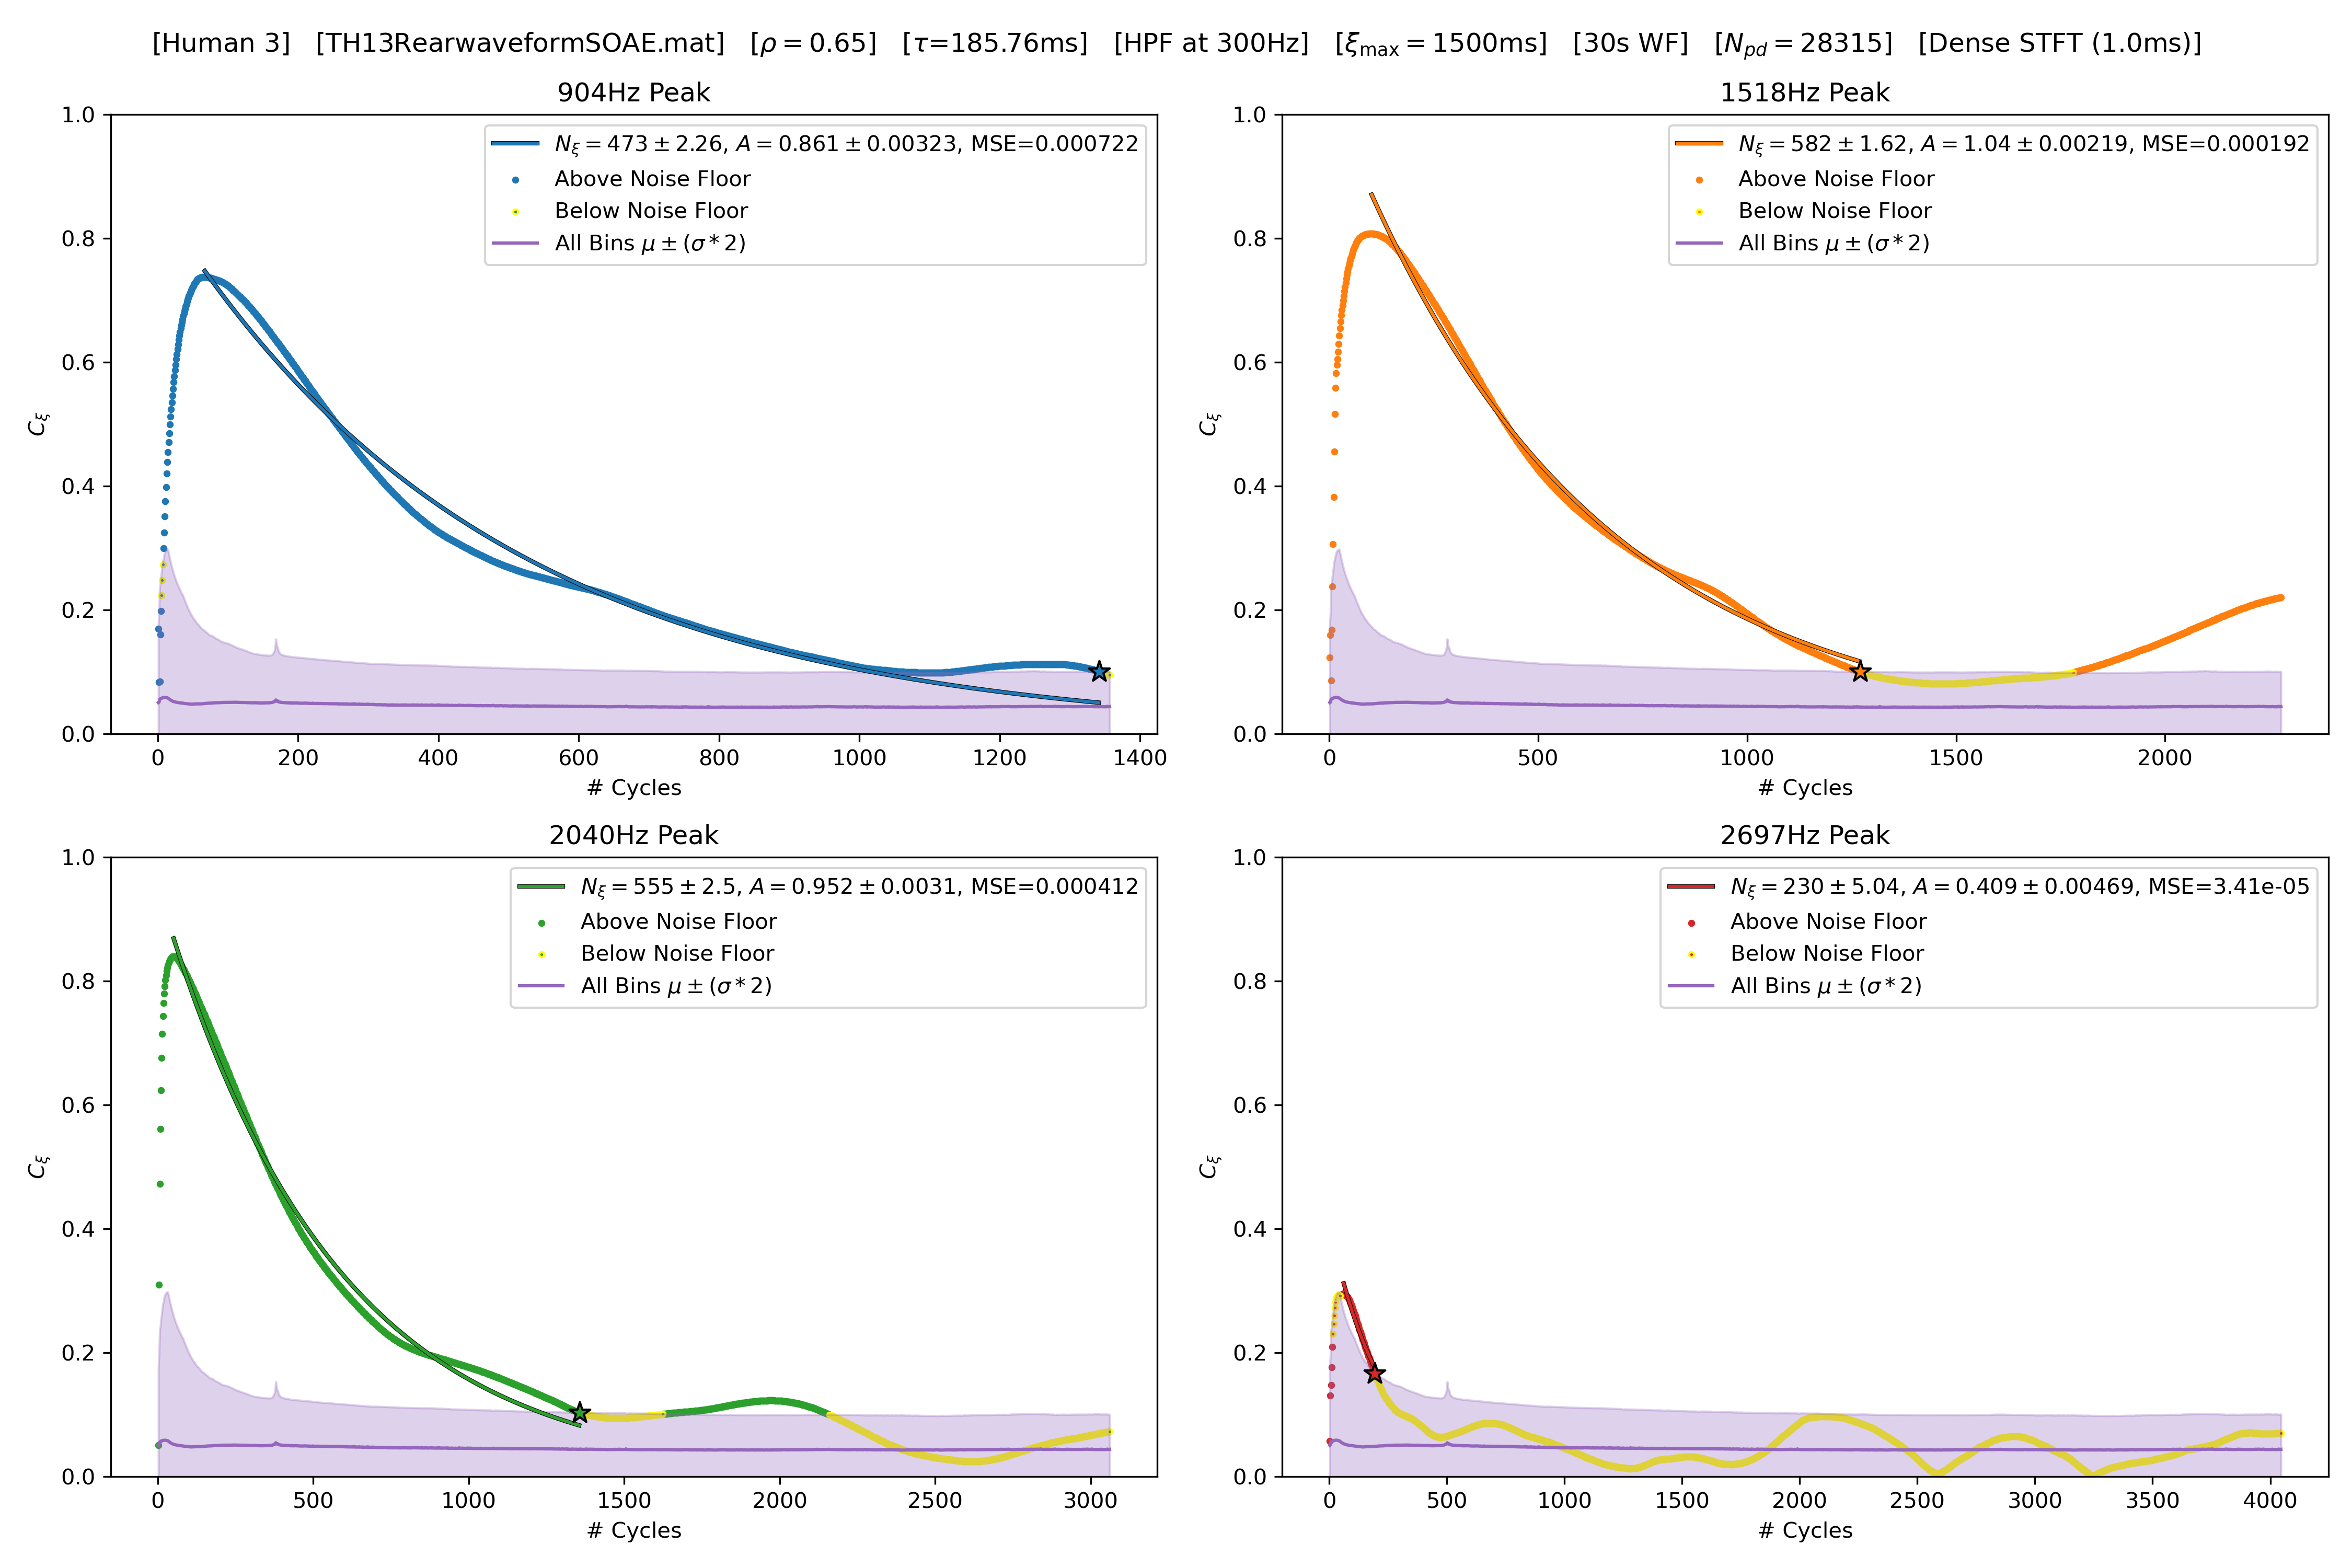 [Human 3] [TH13RearwaveformSOAE.mat] [ρ = 0.65] [τ=185.76ms] [HPF at 300Hz] [ξmax = 1500ms] [30s WF] [Npd = 28315] [Dense STFT (1.0ms)]
904Hz Peak
Nξ = 473 ± 2.26, A = 0.861 ± 0.00323, MSE=0.000722
Above Noise Floor
Below Noise Floor
All Bins μ ± (σ * 2)
1.0
0.8
0.6
0.4
0.2
0.0
Cξ
0 200 400 600 800 1000 1200 1400
# Cycles
1518Hz Peak
Nξ = 582 ± 1.62, A = 1.04 ± 0.00219, MSE=0.000192
Above Noise Floor
Below Noise Floor
All Bins μ ± (σ * 2)
1.0
0.8
0.6
0.4
0.2
0.0
Cξ
0 500 1000 1500 2000
# Cycles
2040Hz Peak
Nξ = 555 ± 2.5, A = 0.952 ± 0.0031, MSE=0.000412
Above Noise Floor
Below Noise Floor
All Bins μ ± (σ * 2)
1.0
0.8
0.6
0.4
0.2
0.0
Cξ
0 500 1000 1500 2000 2500 3000
# Cycles
2697Hz Peak
Nξ = 230 ± 5.04, A = 0.409 ± 0.00469, MSE=3.41e-05
Above Noise Floor
Below Noise Floor
All Bins μ ± (σ * 2)
1.0
0.8
0.6
0.4
0.2
0.0
Cξ
0 500 1000 1500 2000 2500 3000 3500 4000
# Cycles